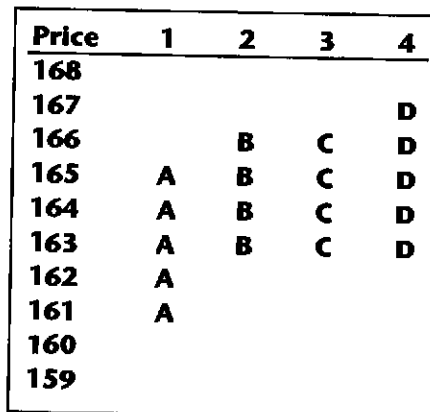 Price 1 2 3 4
168
167 D
166 B C D
165 A B C D
164 A B C D
163 A B C D
162 A
161 A
160
159